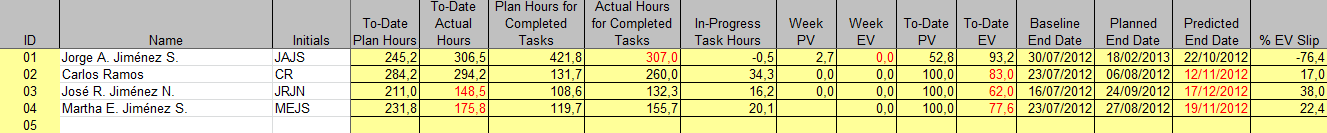 ID Name Initials To-Date Plan Hours To-Date Actual Hours Plan Hours for Completed Tasks Actual Hours for Completed Tasks In-Progress Task Hours Week PV Week EV To-Date PV To-Date EV Baseline End Date Planned End Date Predicted End Date % EV Slip
01 Jorge A. Jiménez S. JAJS 245,2 306,5 421,8 307,0 -0,5 2,7 0,0 52,8 93,2 30/07/2012 18/02/2013 22/10/2012 -76,4
02 Carlos Ramos CR 284,2 294,2 131,7 260,0 34,3 0,0 0,0 100,0 83,0 23/07/2012 06/08/2012 12/11/2012 17,0
03 José R. Jiménez N. JRJN 211,0 148,5 108,6 132,3 16,2 0,0 0,0 100,0 62,0 16/07/2012 24/09/2012 17/12/2012 38,0
04 Martha E. Jiménez S. MEJS 231,8 175,8 119,7 155,7 20,1 0,0 100,0 77,6 23/07/2012 27/08/2012 19/11/2012 22,4
05